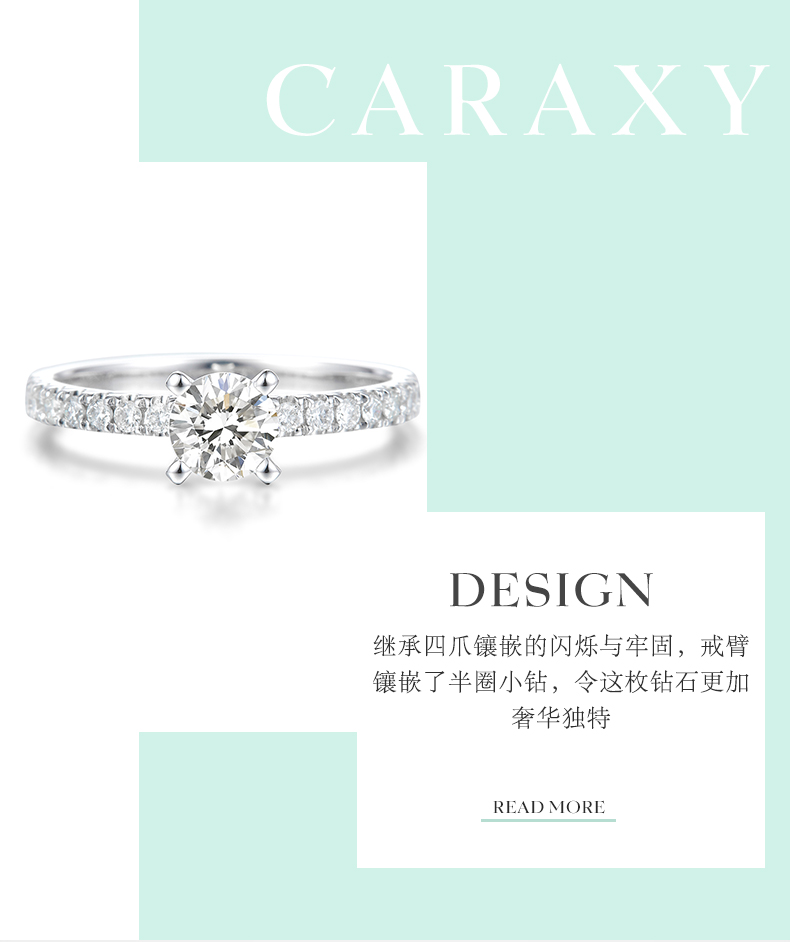 CARAXY
DESIGN
继承四爪镶嵌的闪烁与牢固，戒臂
镶嵌了半圈小钻，令这枚钻石更加
奢华独特
READ MORE